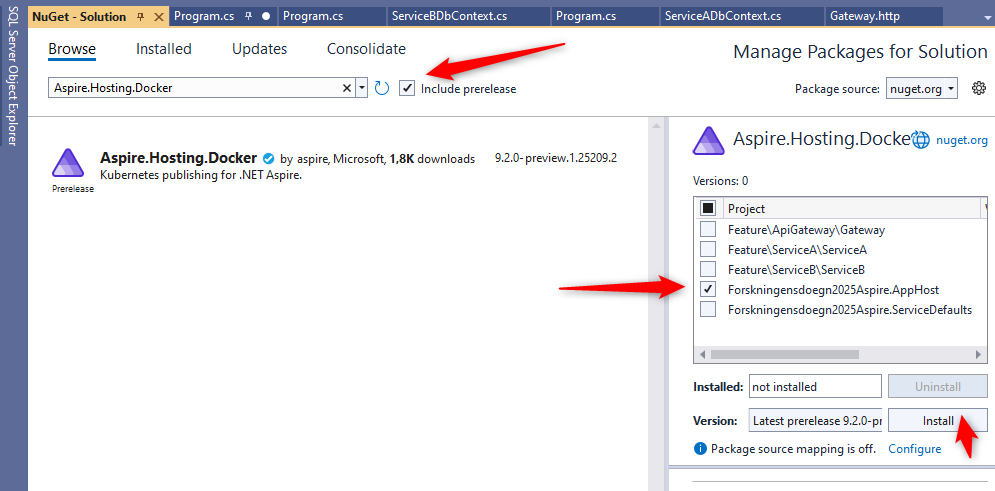 SQL Server Object Explorer
NuGet - Solution Program.cs Program.cs ServiceBDbContext.cs Program.cs ServiceADbContext.cs Gateway.http
Browse Installed Updates Consolidate
Manage Packages for Solution
Aspire.Hosting.Docker Include prerelease
Package source: nuget.org
Aspire.Hosting.Docker by aspire, Microsoft, 1,8K downloads 9.2.0-preview.1.25209.2
Kubernetes publishing for .NET Aspire.
Prerelease
Aspire.Hosting.Docke nuget.org
Versions: 0
Project
Feature\ApiGateway\Gateway
Feature\ServiceA\ServiceA
Feature\ServiceB\ServiceB
Forskningensdoegn2025Aspire.AppHost
Forskningensdoegn2025Aspire.ServiceDefaults
Installed: not installed Uninstall
Version: Latest prerelease 9.2.0-pr Install
Package source mapping is off. Configure